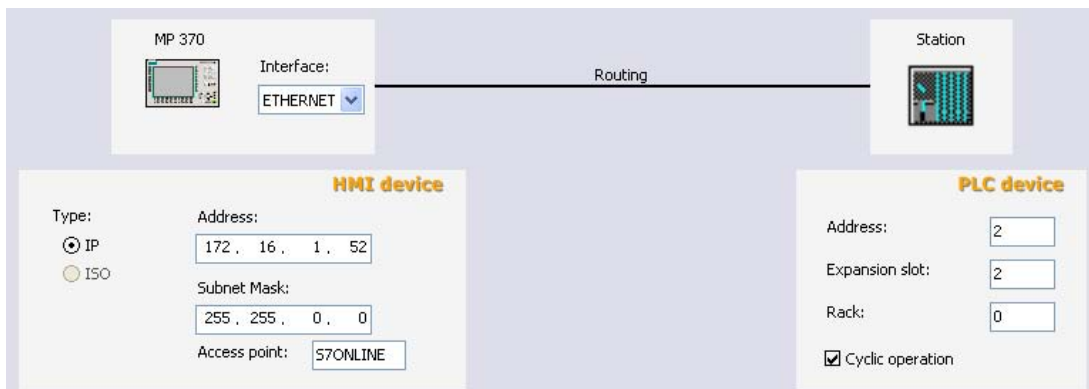 MP 370
Interface:
ETHERNET
Routing
Station
HMI device
Type:
IP
ISO
Address:
172 . 16 . 1 . 52
Subnet Mask:
255 . 255 . 0 . 0
Access point: S7ONLINE
PLC device
Address: 2
Expansion slot: 2
Rack: 0
Cyclic operation